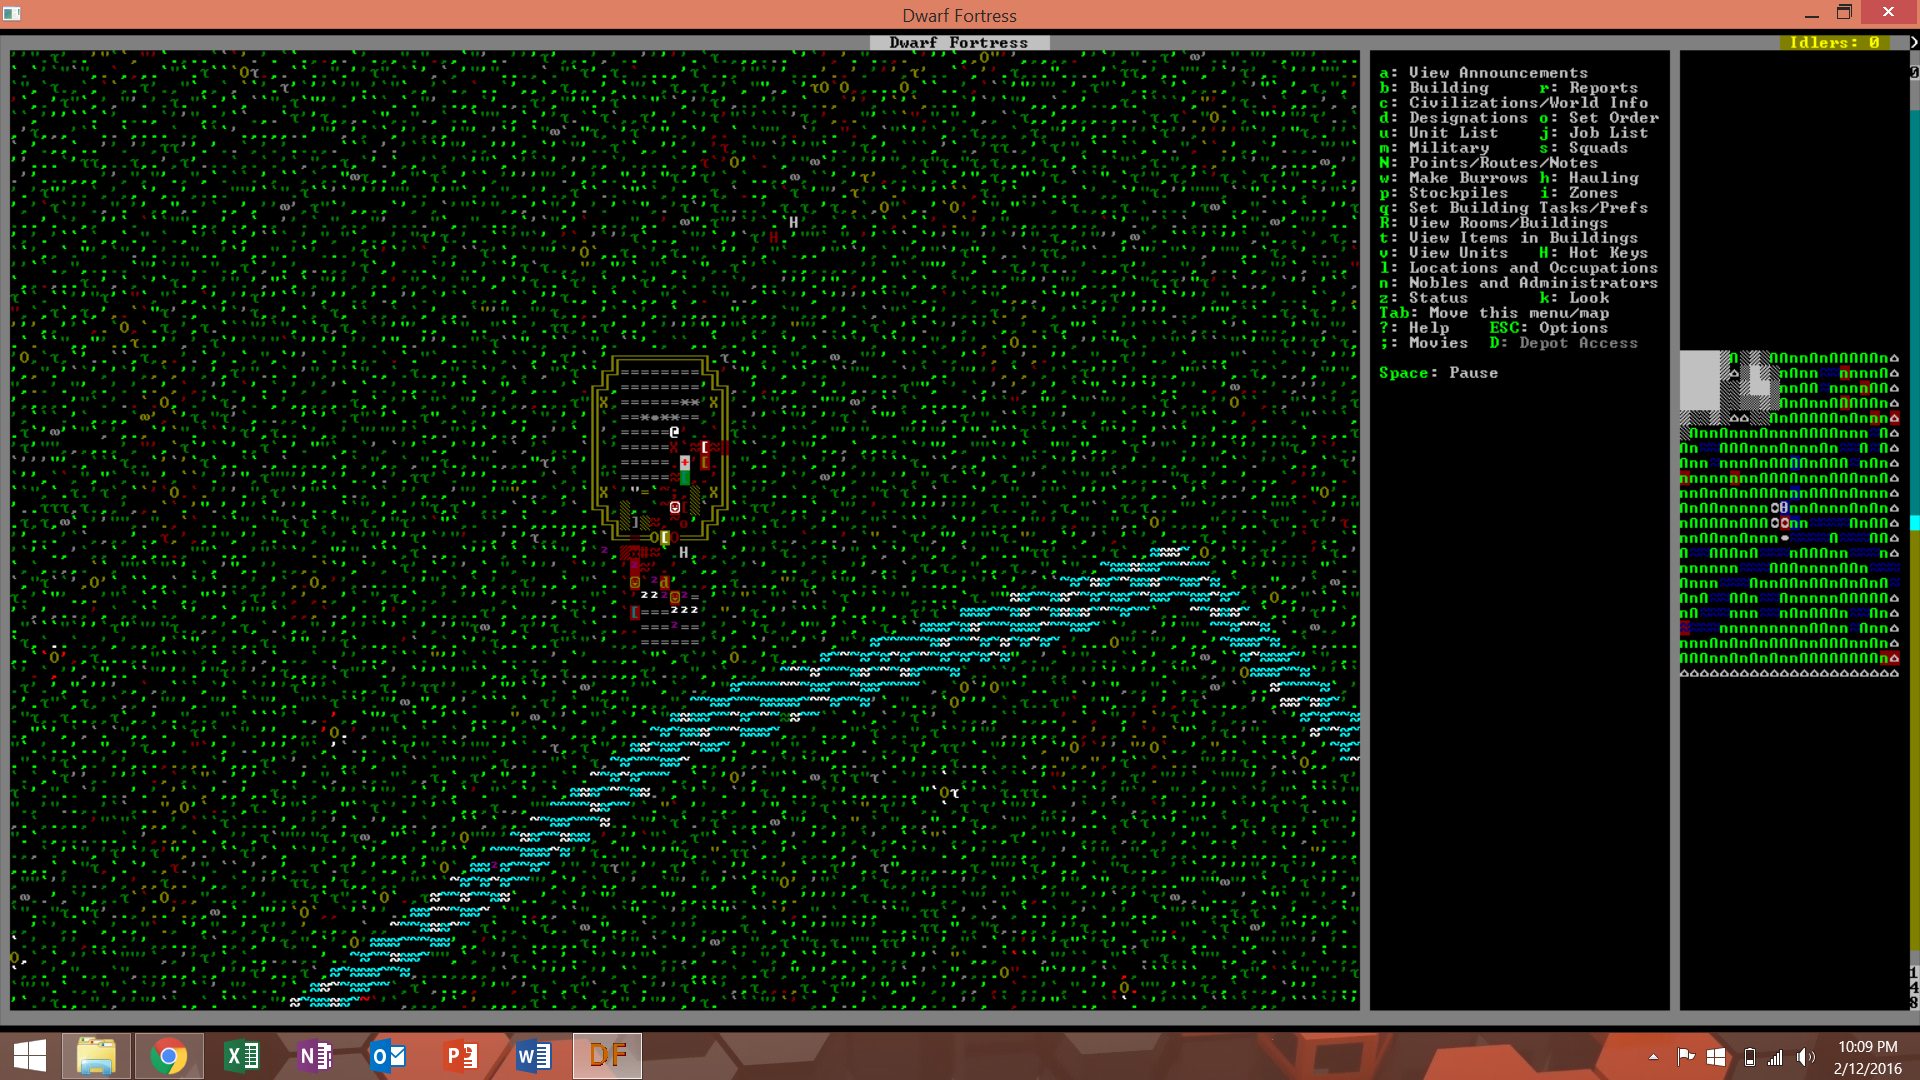 Dwarf Fortress
Dwarf Fortress
Idlers: 0
a: View Announcements
b: Building r: Reports
c: Civilizations/World Info
d: Designations o: Set Order
u: Unit List j: Job List
m: Military s: Squads
N: Points/Routes/Notes
w: Make Burrows h: Hauling
p: Stockpiles i: Zones
q: Set Building Tasks/Prefs
R: View Rooms/Buildings
t: View Items in Buildings
v: View Units H: Hot Keys
l: Locations and Occupations
n: Nobles and Administrators
z: Status k: Look
Tab: Move this menu/map
?: Help ESC: Options
;: Movies D: Depot Access
Space: Pause
DF
10:09 PM
2/12/2016